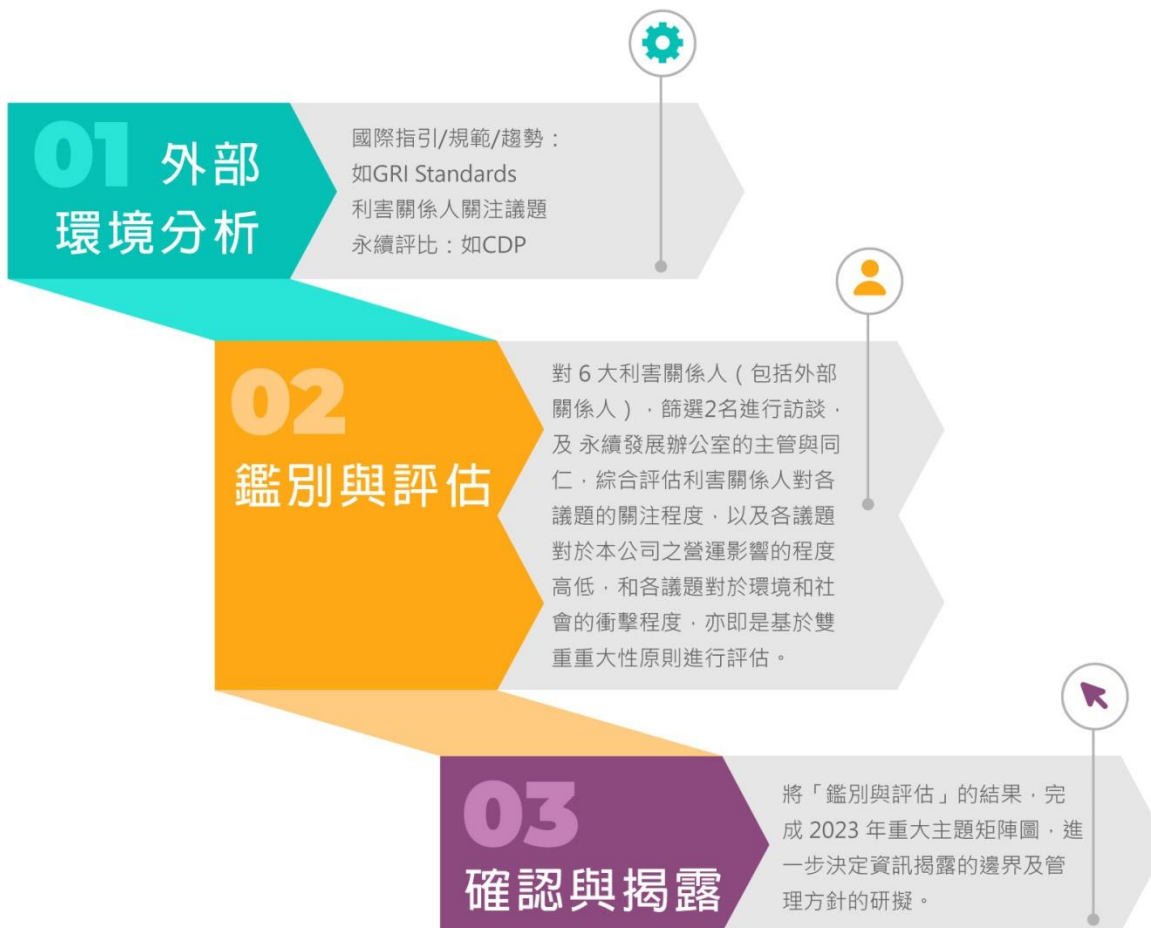 01 外部
環境分析
國際指引/規範/趨勢：
如GRI Standards
利害關係人關注議題
永續評比：如CDP
02
鑑別與評估
對 6 大利害關係人（包括外部
關係人），篩選2名進行訪談，
及 永續發展辦公室的主管與同
仁，綜合評估利害關係人對各
議題的關注程度，以及各議題
對於本公司之營運影響的程度
高低，和各議題對於環境和社
會的衝擊程度，亦即是基於雙
重重大性原則進行評估。
03
確認與揭露
將「鑑別與評估」的結果，完
成 2023 年重大主題矩陣圖，進
一步決定資訊揭露的邊界及管
理方針的研擬。